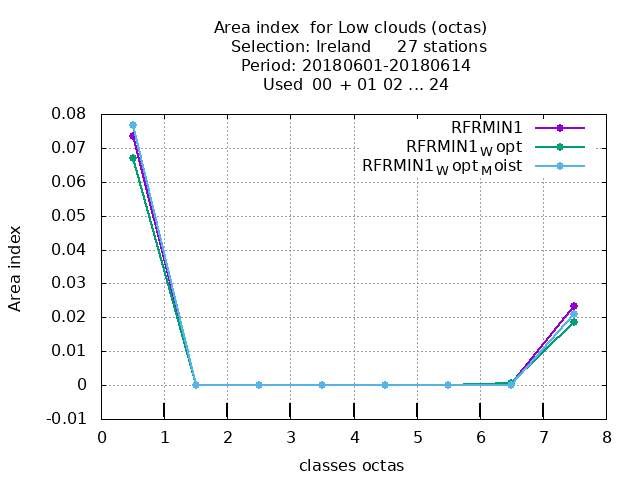 Area index  for Low clouds (octas)
Selection: Ireland     27 stations
Period: 20180601-20180614
Used  00 + 01 02 ... 24
RFRMIN1
RFRMIN1Wopt
RFRMIN1WoptMoist
0.08
0.07
0.06
0.05
0.04
0.03
0.02
0.01
0
-0.01
Area index
0 1 2 3 4 5 6 7 8
classes octas